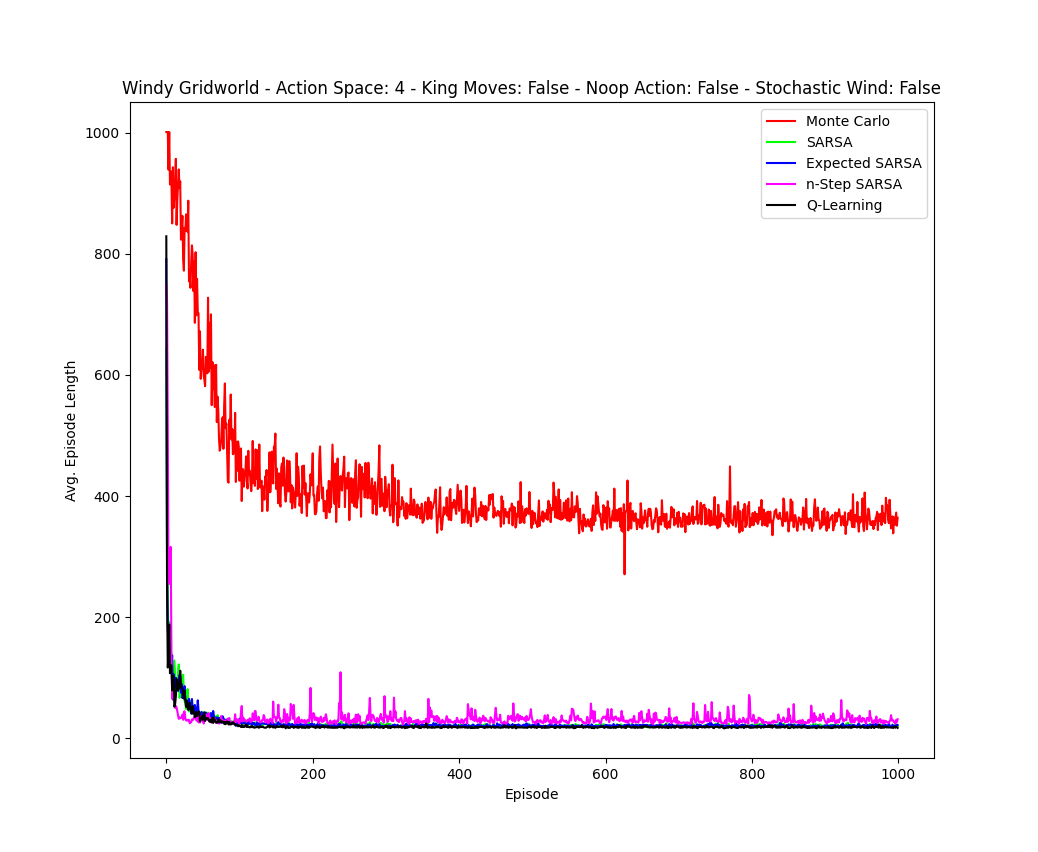 Windy Gridworld - Action Space: 4 - King Moves: False - Noop Action: False - Stochastic Wind: False
Monte Carlo
SARSA
Expected SARSA
n-Step SARSA
Q-Learning
1000
800
600
400
200
0
Avg. Episode Length
0 200 400 600 800 1000
Episode